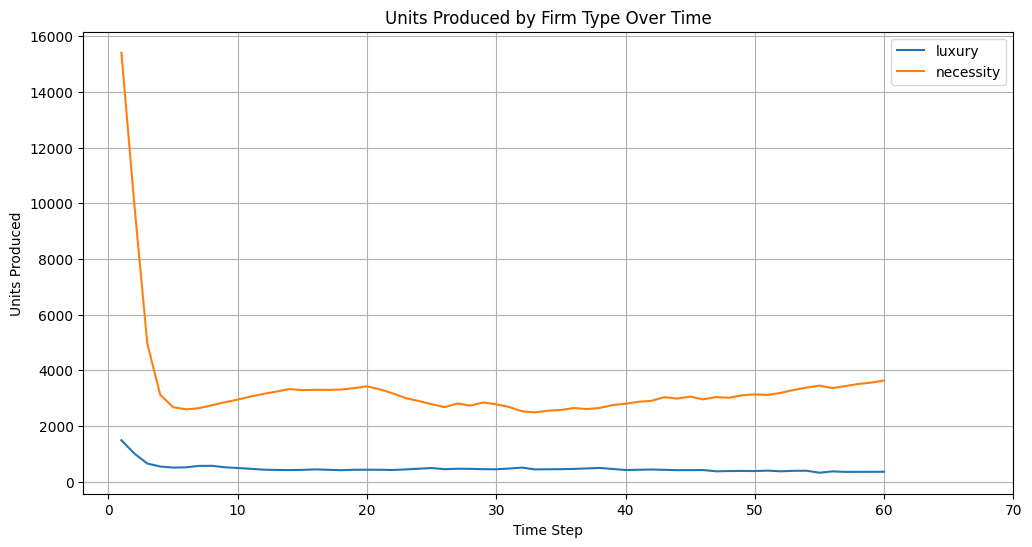 Units Produced by Firm Type Over Time
luxury
necessity
Units Produced
16000
14000
12000
10000
8000
6000
4000
2000
0
0 10 20 30 40 50 60 70
Time Step